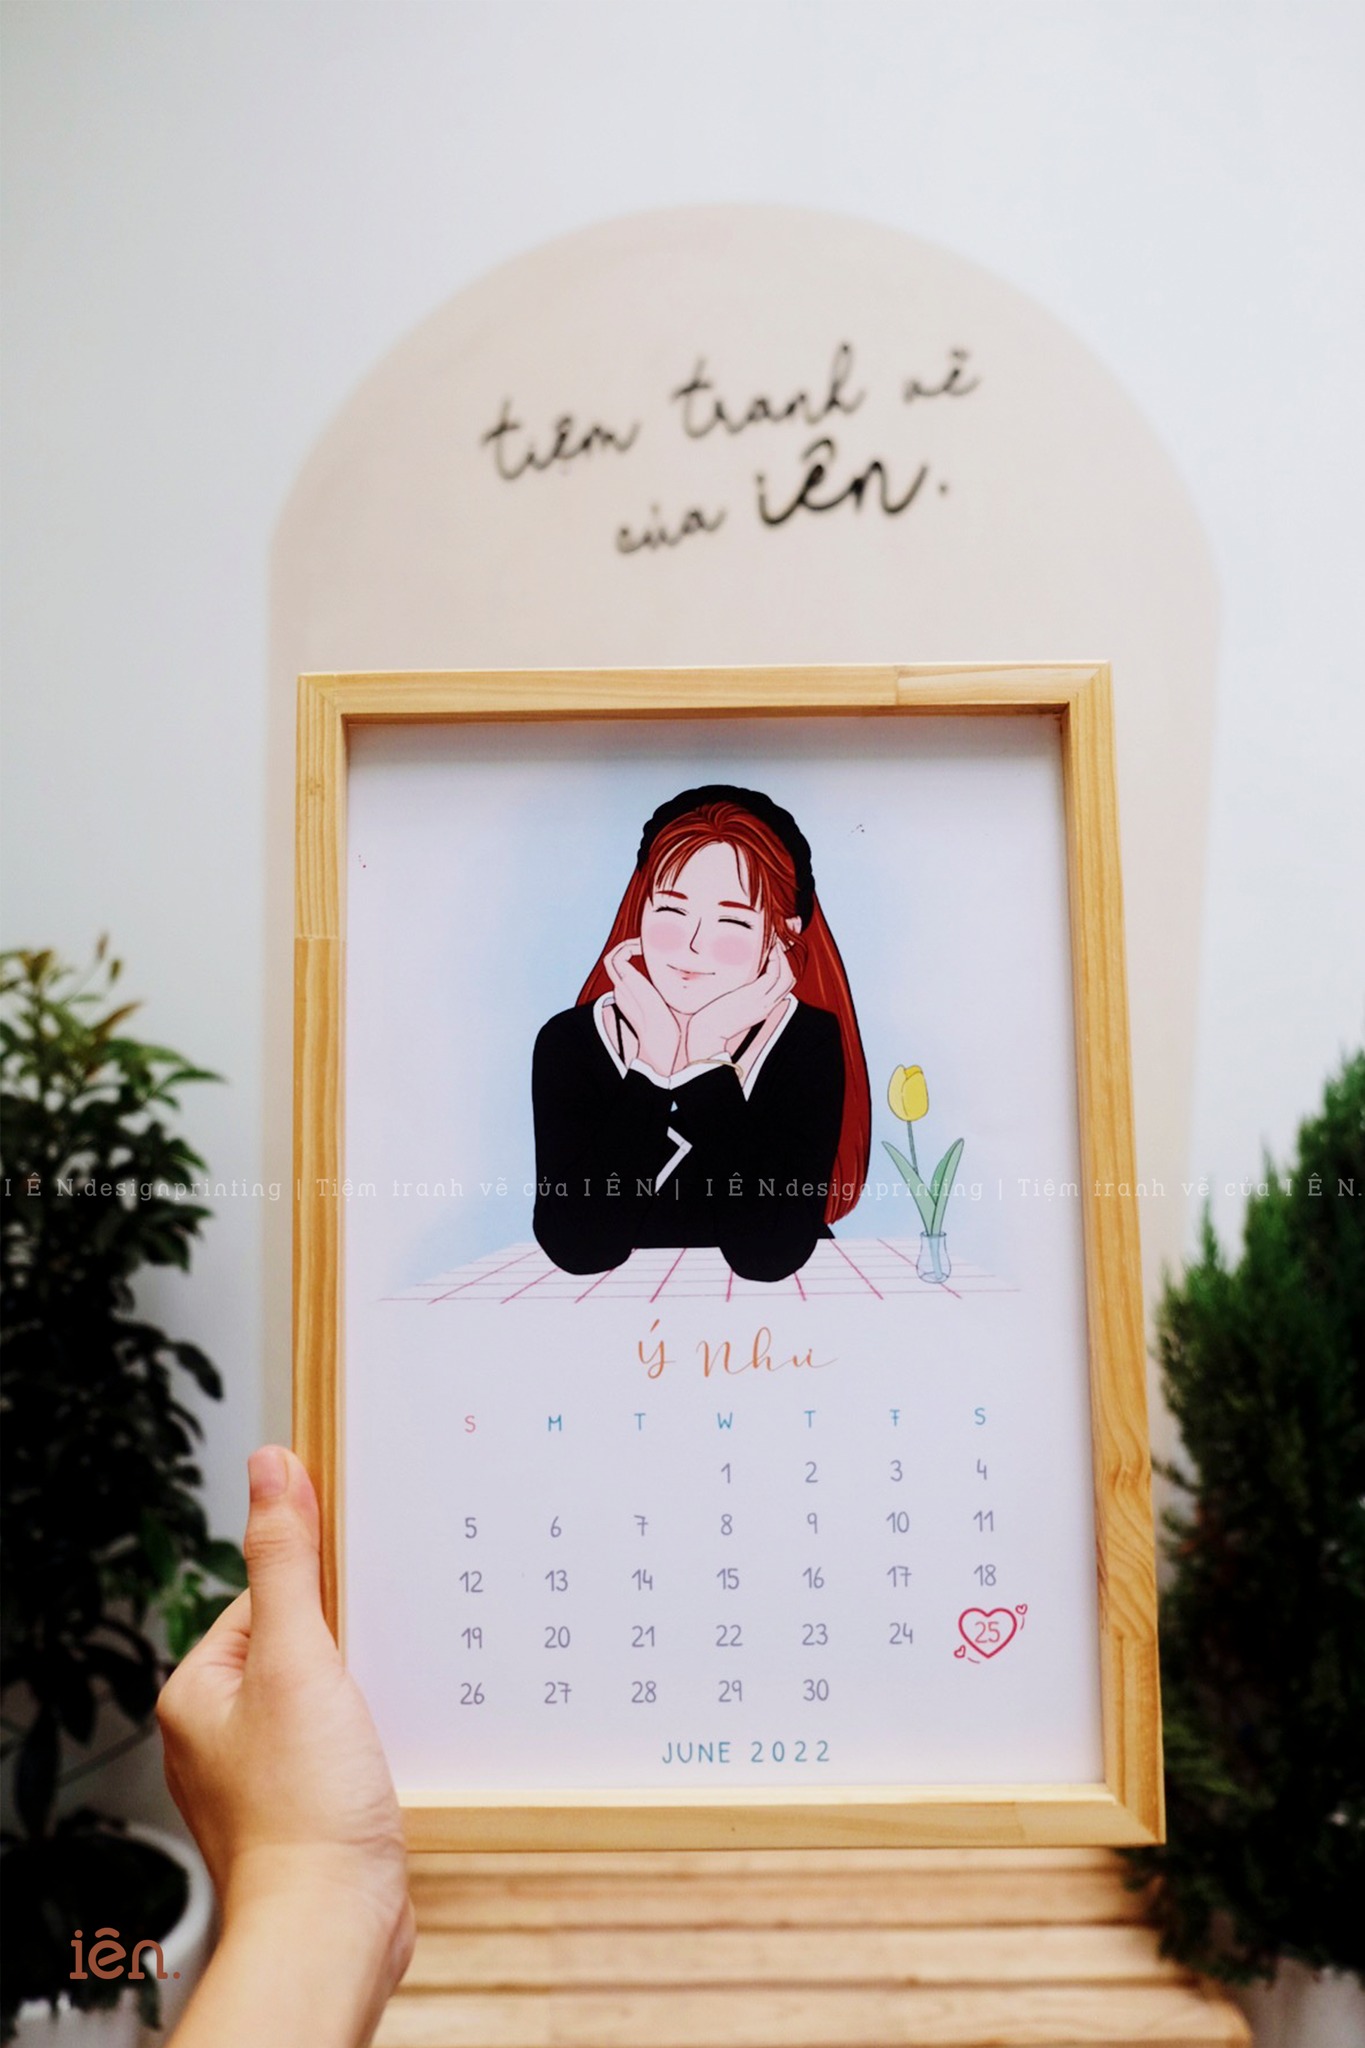 tiệm tranh vẽ
của iên.
I Ê N.designprinting | Tiệm tranh vẽ của I Ê N. | I Ê N.designprinting | Tiệm tranh vẽ của I Ê N.
Ý Như
S M T W T F S
1 2 3 4
5 6 7 8 9 10 11
12 13 14 15 16 17 18
19 20 21 22 23 24 25
26 27 28 29 30
JUNE 2022
iên.